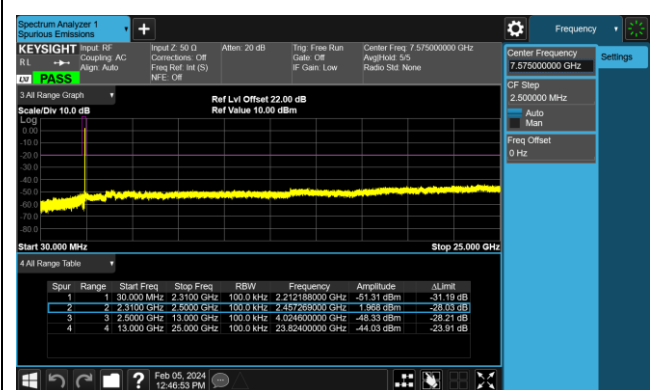 Spectrum Analyzer 1
Spurious Emissions
Frequency
KEYSIGHT
RL
LXI
PASS
Input: RF
Coupling: AC
Align: Auto
Input Z: 50 Ω
Corrections: Off
Freq Ref: Int (S)
NFE: Off
Atten: 20 dB
Trig: Free Run
Gate: Off
IF Gain: Low
Center Freq: 7.575000000 GHz
Avg|Hold: 5/5
Radio Std: None
Center Frequency
7.575000000 GHz
Settings
CF Step
2.500000 MHz
Auto
Man
Freq Offset
0 Hz
3 All Range Graph
Scale/Div 10.0 dB
Ref Lvl Offset 22.00 dB
Ref Value 10.00 dBm
Log
0.00
-10.0
-20.0
-30.0
-40.0
-50.0
-60.0
-70.0
-80.0
Start 30.000 MHz
Stop 25.000 GHz
4 All Range Table
Spur Range Start Freq Stop Freq RBW Frequency Amplitude ΔLimit
1 1 30.000 MHz 2.3100 GHz 100.0 kHz 2.212188000 GHz -51.31 dBm -31.19 dB
2 2 2.3100 GHz 2.5000 GHz 100.0 kHz 2.457269000 GHz 1.968 dBm -28.03 dB
3 3 2.5000 GHz 13.000 GHz 100.0 kHz 4.024600000 GHz -48.33 dBm -28.21 dB
4 4 13.000 GHz 25.000 GHz 100.0 kHz 23.82400000 GHz -44.03 dBm -23.91 dB
?
Feb 05, 2024
12:46:53 PM